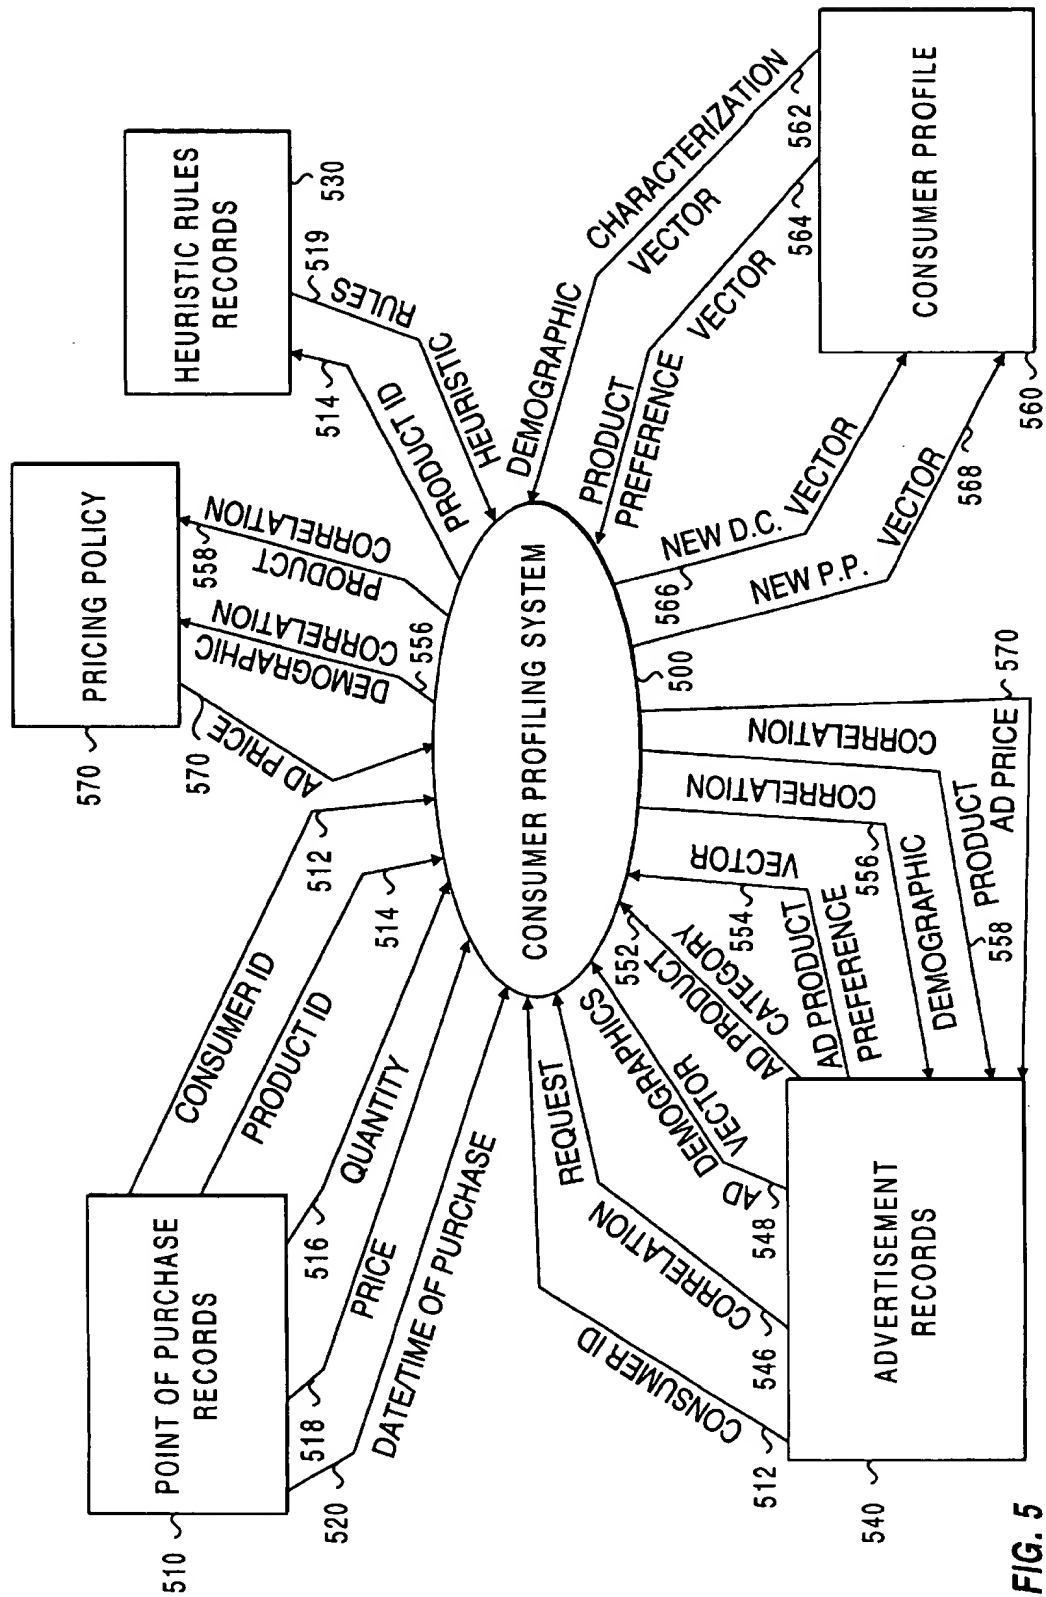 POINT OF PURCHASE
RECORDS
510
CONSUMER ID
512
PRODUCT ID
514
QUANTITY
516
PRICE
518
DATE/TIME OF PURCHASE
520
PRICING POLICY
570
AD PRICE
570
DEMOGRAPHIC
CORRELATION
556
PRODUCT
CORRELATION
558
HEURISTIC RULES
RECORDS
530
PRODUCT ID
514
HEURISTIC
RULES
519
CONSUMER PROFILING SYSTEM
500
ADVERTISEMENT
RECORDS
540
CONSUMER ID
512
CORRELATION
REQUEST
546
AD DEMOGRAPHICS
VECTOR
548
AD PRODUCT
CATEGORY
552
AD PRODUCT
PREFERENCE
VECTOR
554
DEMOGRAPHIC
CORRELATION
556
PRODUCT
CORRELATION
558
AD PRICE
570
DEMOGRAPHIC
CHARACTERIZATION
VECTOR
562
PRODUCT
PREFERENCE
VECTOR
564
NEW D.C. VECTOR
566
NEW P.P. VECTOR
568
CONSUMER PROFILE
560
FIG. 5